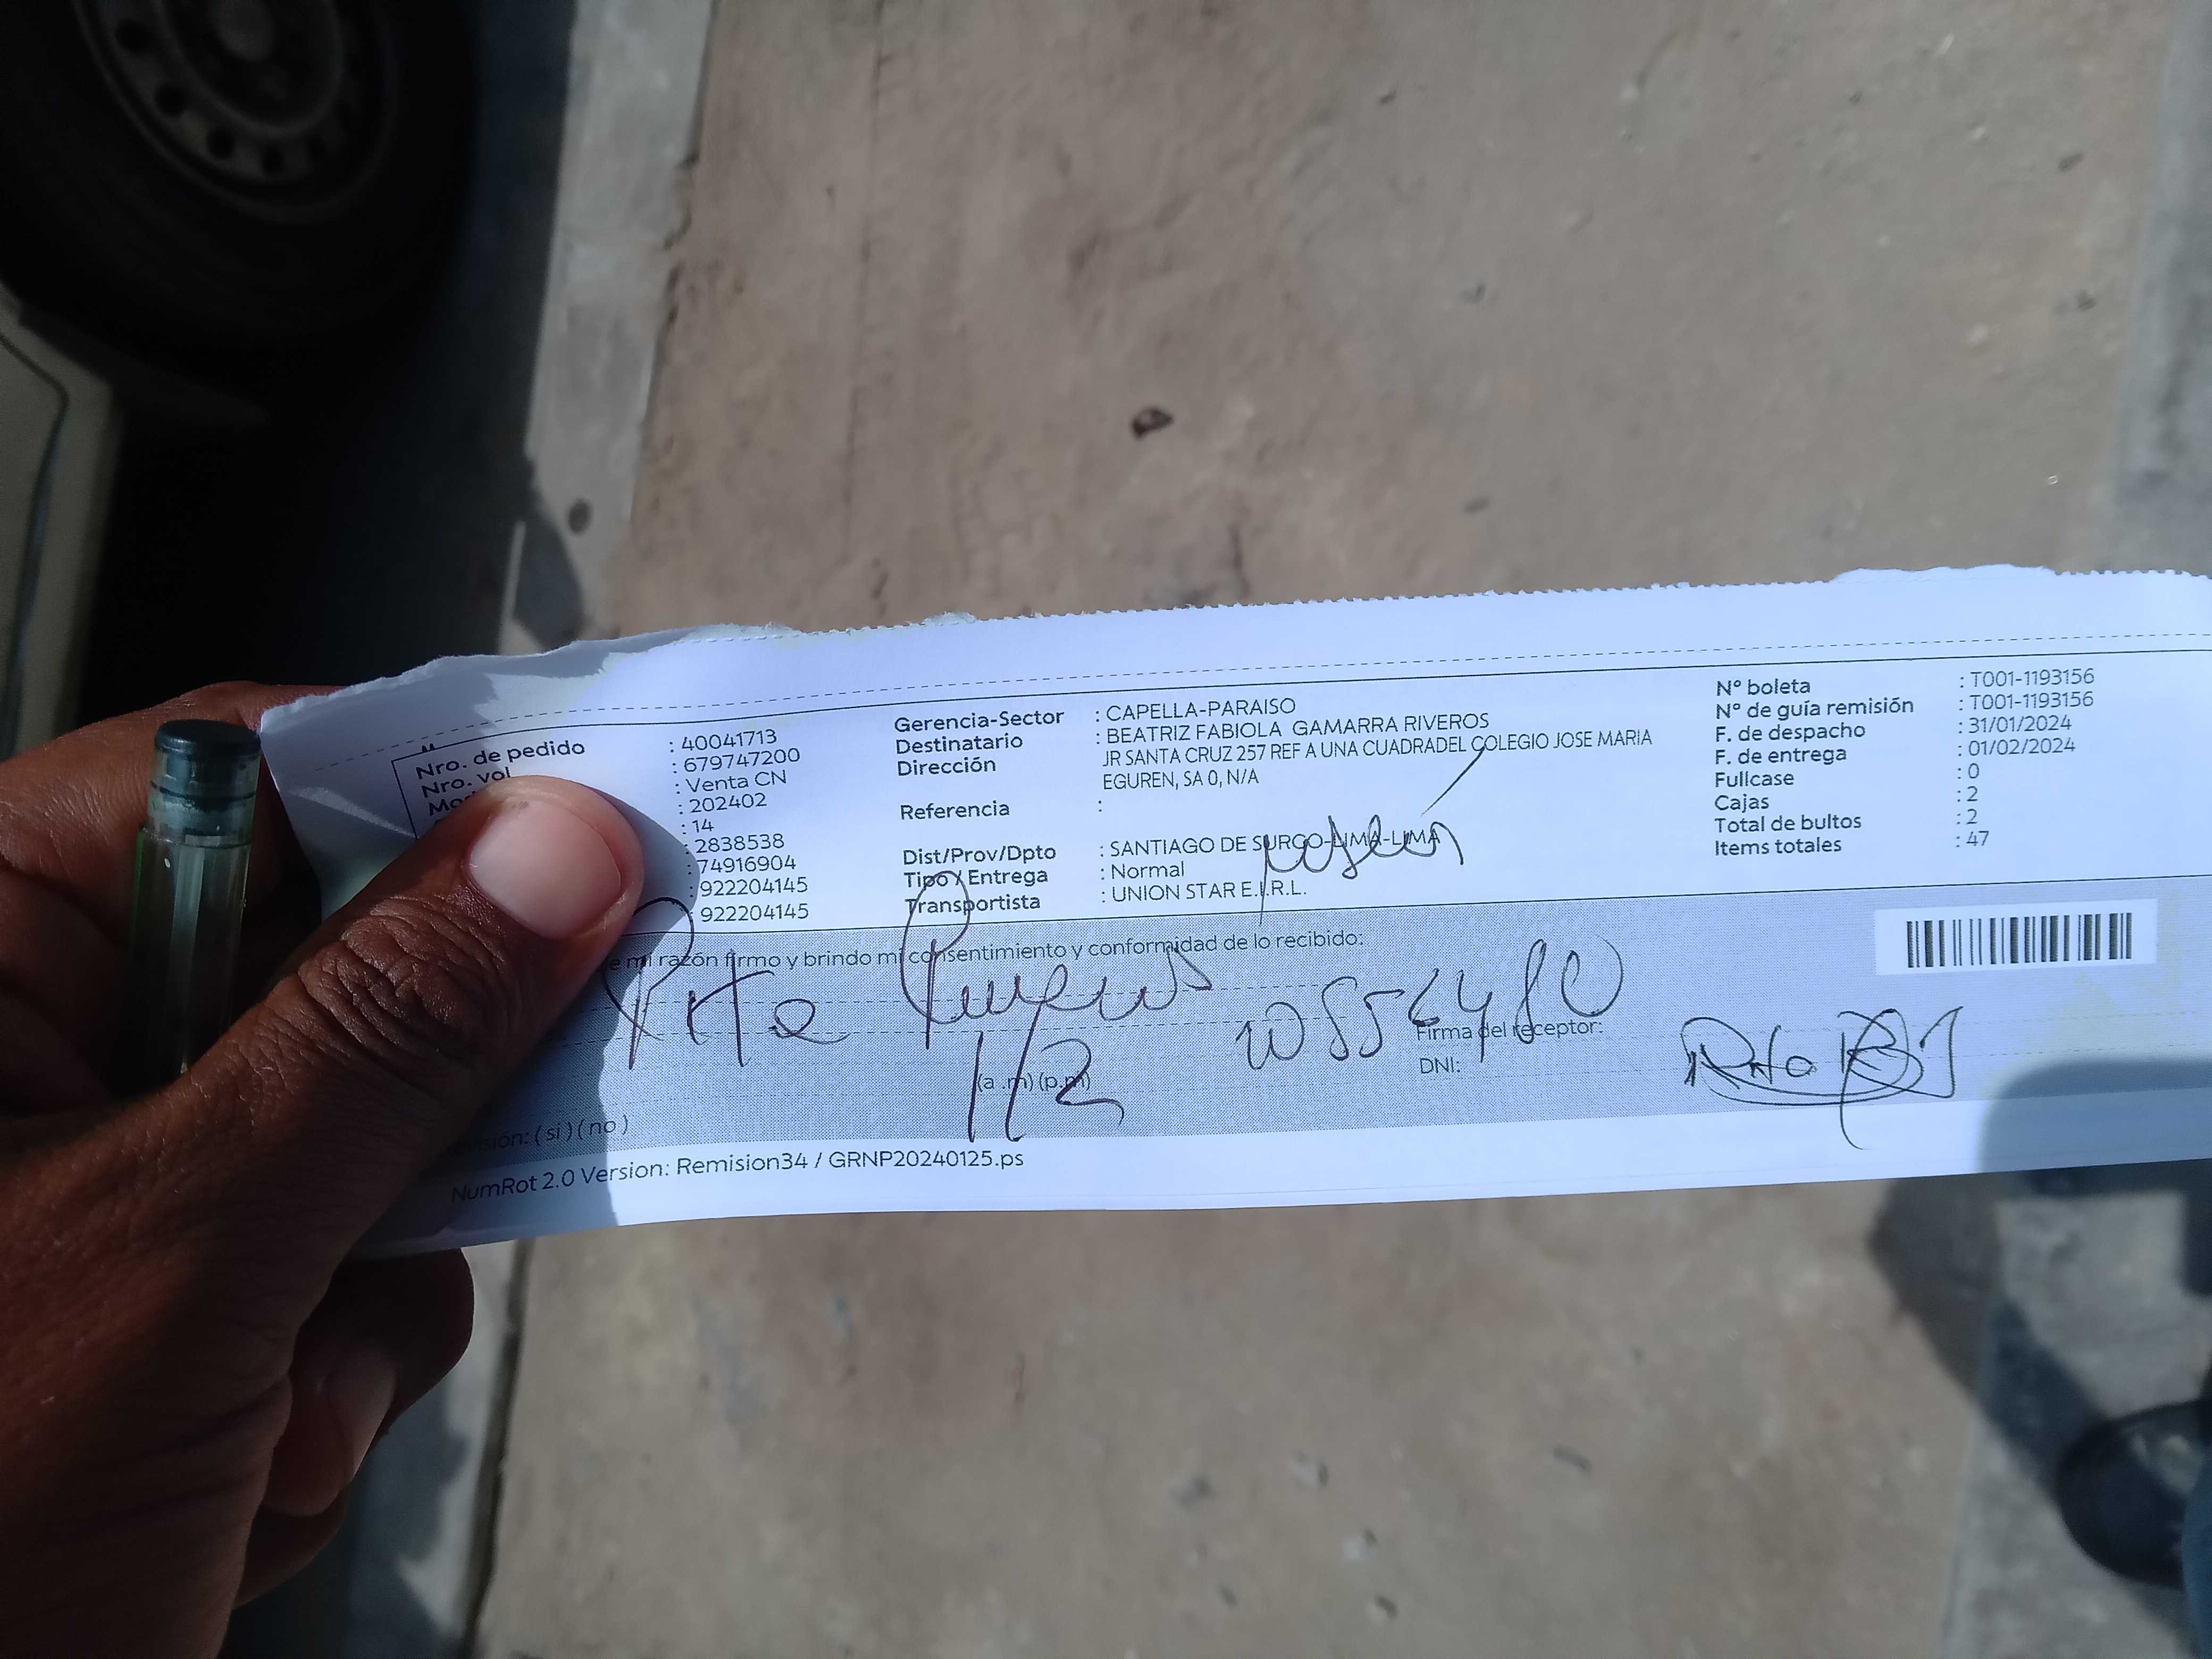 Nro. de pedido : 40041713
Nro. vol : 679747200
: Venta CN
: 202402
: 14
: 2838538
: 74916904
: 922204145
: 922204145
Gerencia-Sector : CAPELLA-PARAISO
Destinatario : BEATRIZ FABIOLA GAMARRA RIVEROS
Dirección JR SANTA CRUZ 257 REF A UNA CUADRADEL COLEGIO JOSE MARIA
EGUREN, SA 0, N/A
Referencia :
Dist/Prov/Dpto : SANTIAGO DE SURCO-LIMA-LIMA
Tipo / Entrega : Normal
Transportista : UNION STAR E.I.R.L.
N° boleta : T001-1193156
N° de guía remisión : T001-1193156
F. de despacho : 31/01/2024
F. de entrega : 01/02/2024
Fullcase : 0
Cajas : 2
Total de bultos : 2
Items totales : 47
mi razón firmo y brindo mi consentimiento y conformidad de lo recibido:
1/2
(a .m) (p.m)
Firma del receptor:
DNI:
( si ) ( no )
NumRot 2.0 Version: Remision34 / GRNP20240125.ps